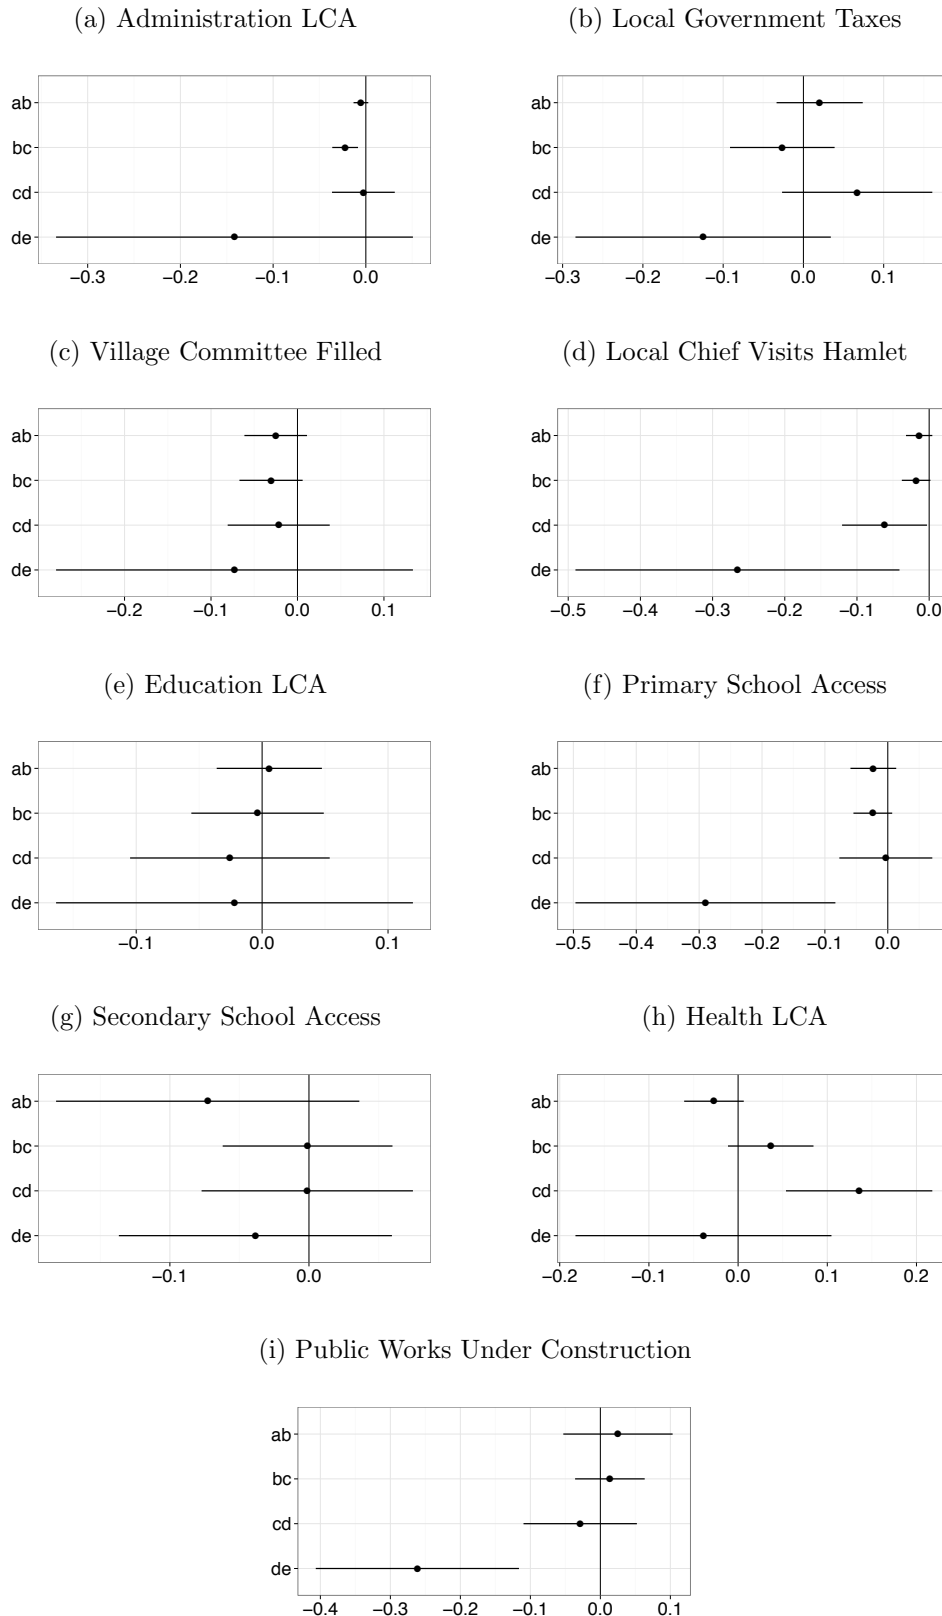 (a) Administration LCA
(b) Local Government Taxes
ab
bc
cd
de
−0.3 −0.2 −0.1 0.0
ab
bc
cd
de
−0.3 −0.2 −0.1 0.0 0.1
(c) Village Committee Filled
(d) Local Chief Visits Hamlet
ab
bc
cd
de
−0.2 −0.1 0.0 0.1
ab
bc
cd
de
−0.5 −0.4 −0.3 −0.2 −0.1 0.0
(e) Education LCA
(f) Primary School Access
ab
bc
cd
de
−0.1 0.0 0.1
ab
bc
cd
de
−0.5 −0.4 −0.3 −0.2 −0.1 0.0
(g) Secondary School Access
(h) Health LCA
ab
bc
cd
de
−0.1 0.0
ab
bc
cd
de
−0.2 −0.1 0.0 0.1 0.2
(i) Public Works Under Construction
ab
bc
cd
de
−0.4 −0.3 −0.2 −0.1 0.0 0.1